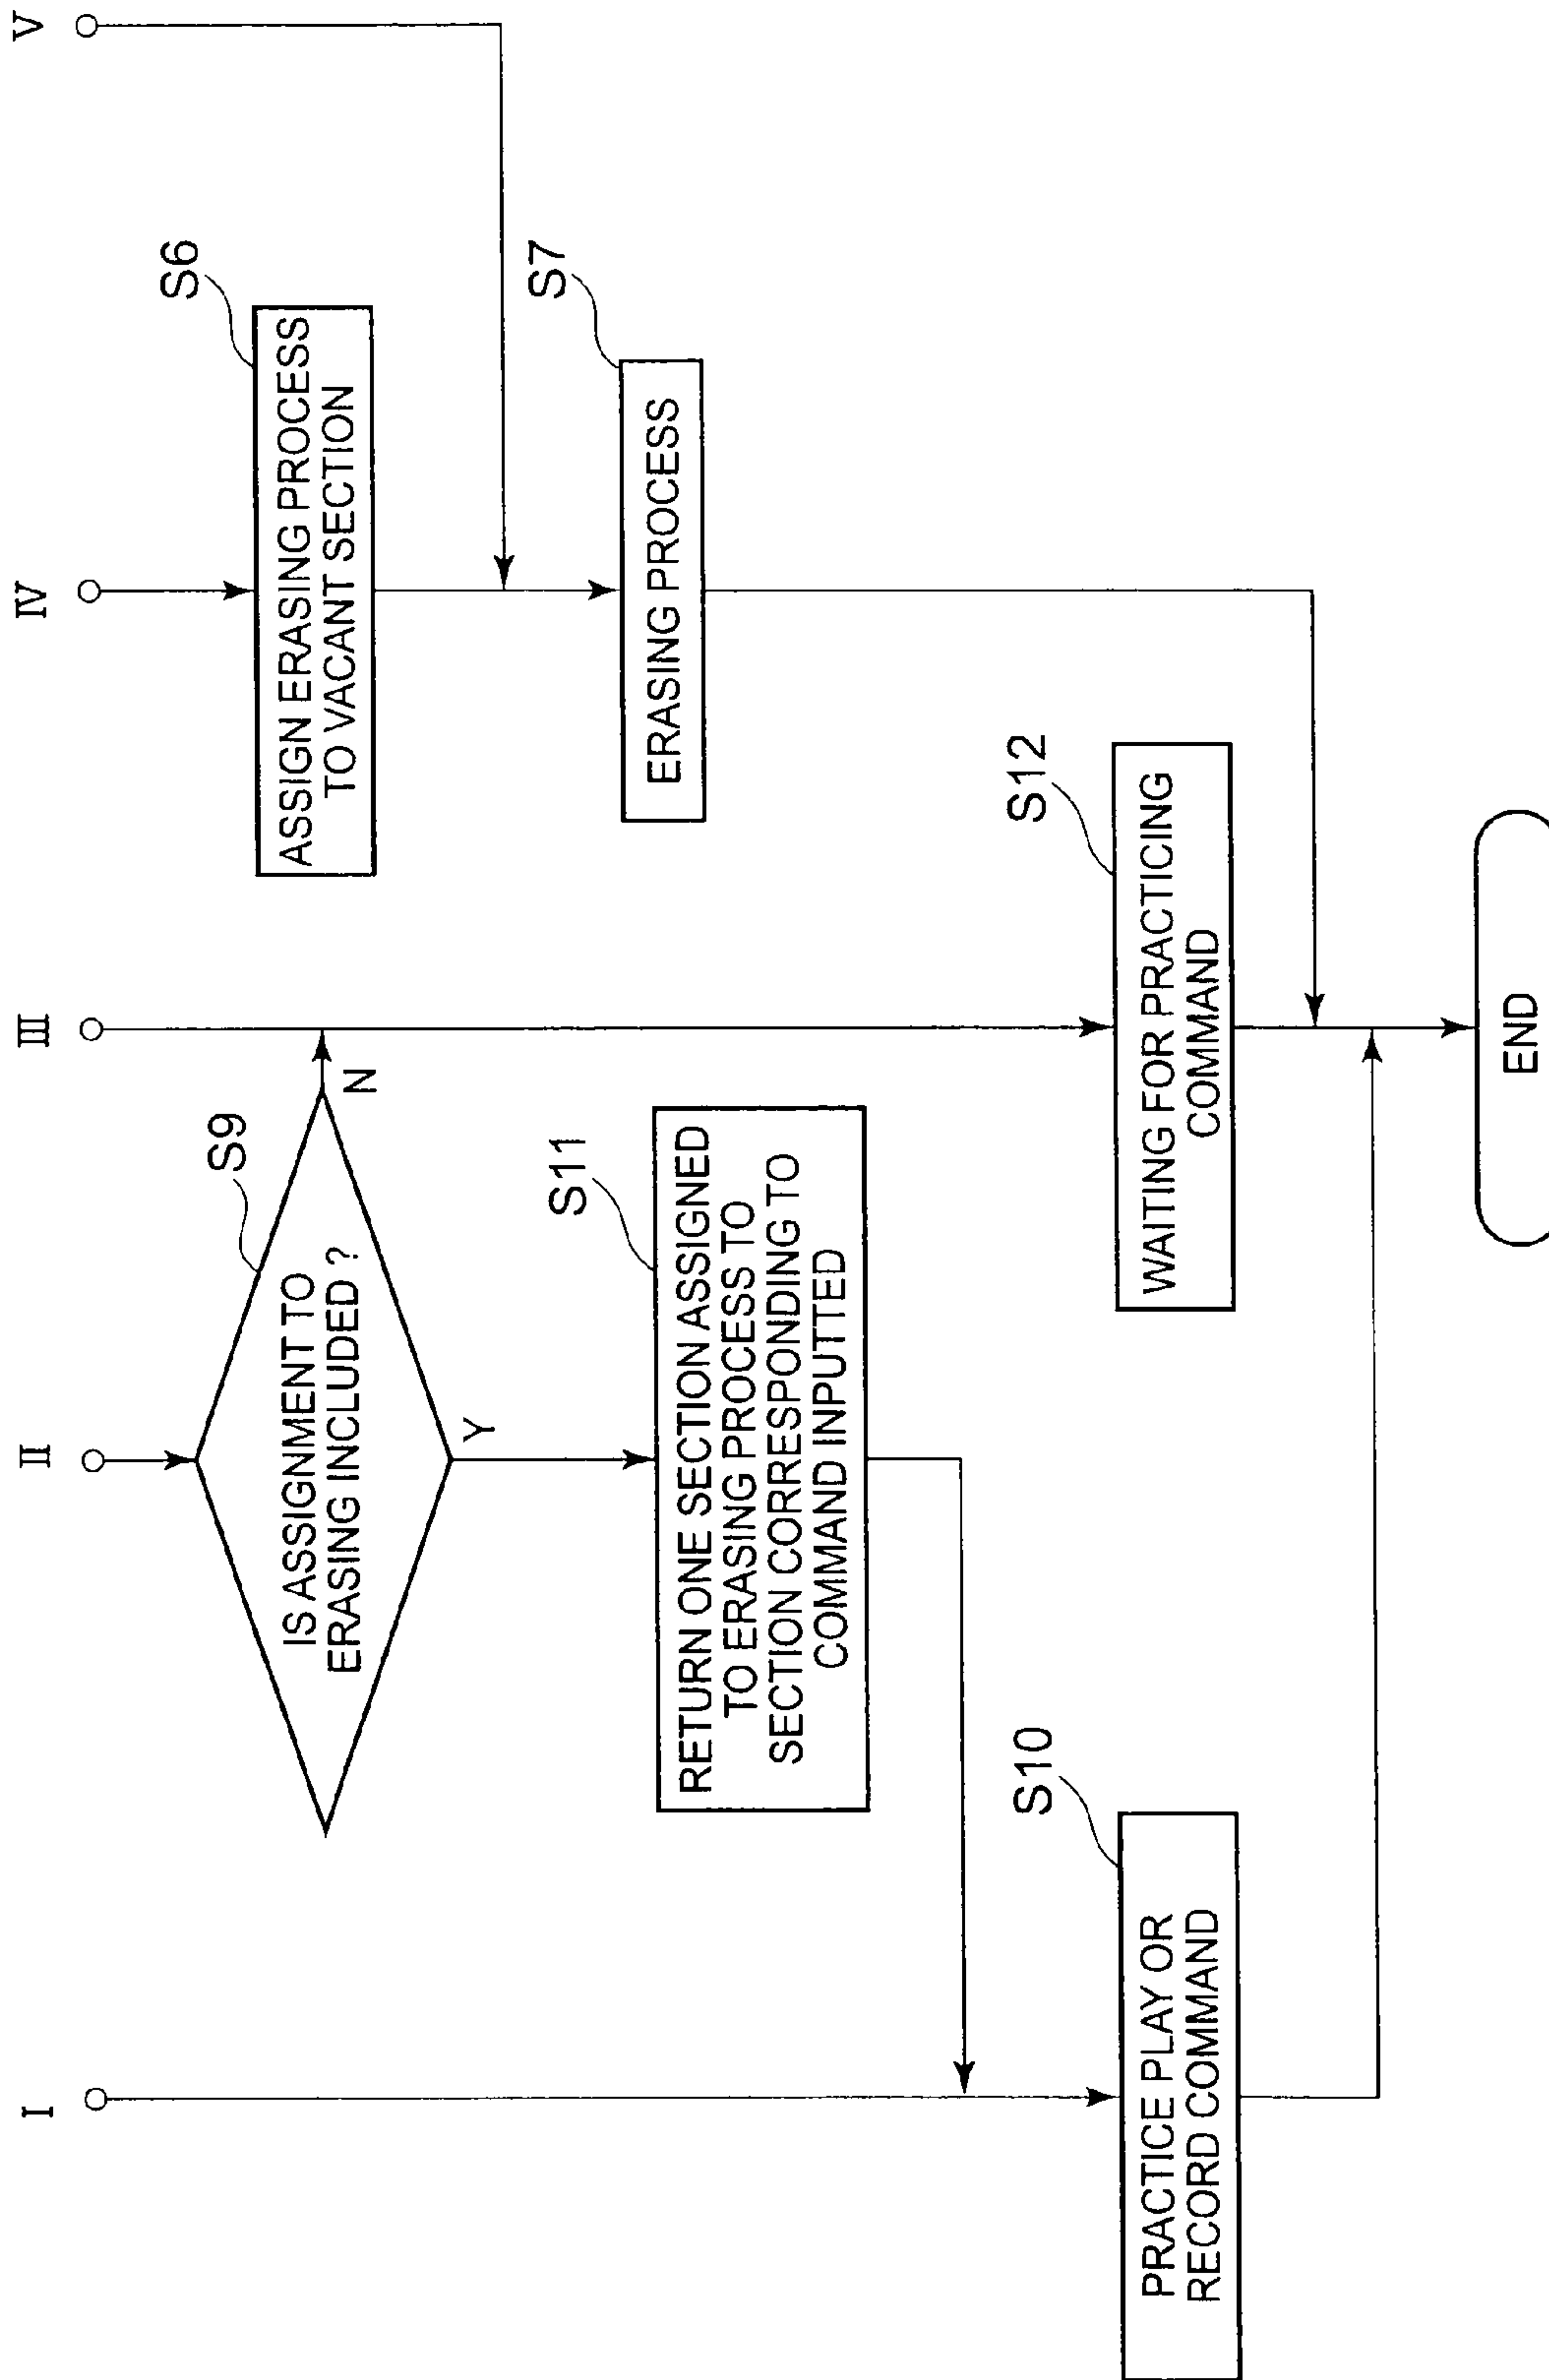 I
II
III
IV
V
S9
IS ASSIGNMENT TO
ERASING INCLUDED ?
N
Y
S6
ASSIGN ERASING PROCESS
TO VACANT SECTION
S11
RETURN ONE SECTION ASSIGNED
TO ERASING PROCESS TO
SECTION CORRESPONDING TO
COMMAND INPUTTED
S7
ERASING PROCESS
S10
PRACTICE PLAY OR
RECORD COMMAND
S12
WAITING FOR PRACTICING
COMMAND
END